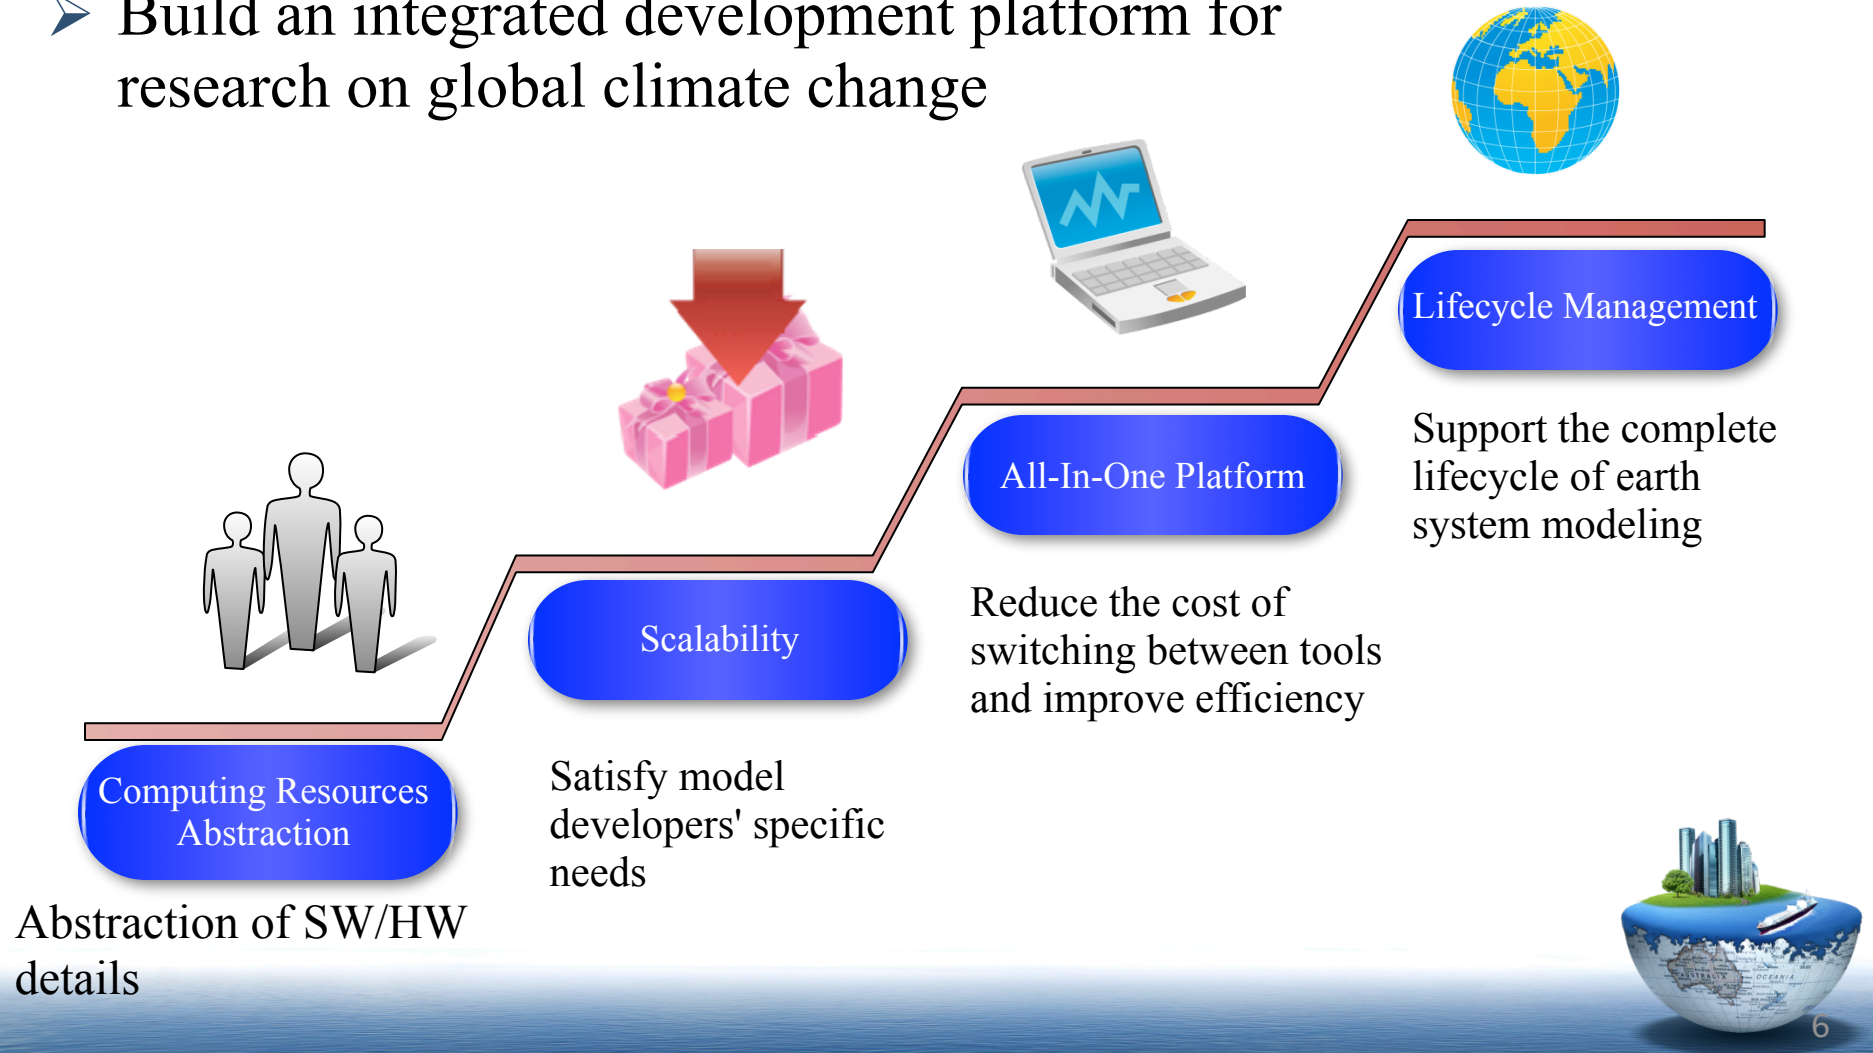 Build an integrated development platform for
research on global climate change
Lifecycle Management
Support the complete
lifecycle of earth
system modeling
All-In-One Platform
Reduce the cost of
switching between tools
and improve efficiency
Scalability
Satisfy model
developers' specific
needs
Computing Resources
Abstraction
Abstraction of SW/HW
details
AUSTRALIA
OCEANIA
6